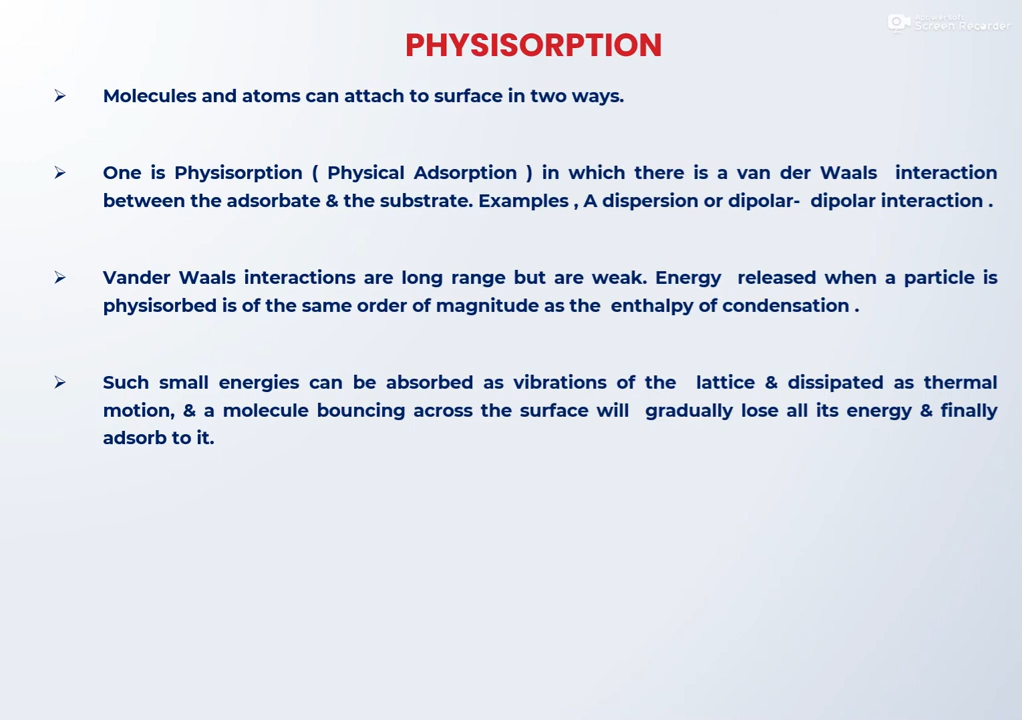 Apowersoft
Screen Recorder
PHYSISORPTION
➢ Molecules and atoms can attach to surface in two ways.
➢ One is Physisorption ( Physical Adsorption ) in which there is a van der Waals interaction
between the adsorbate & the substrate. Examples , A dispersion or dipolar- dipolar interaction .
➢ Vander Waals interactions are long range but are weak. Energy released when a particle is
physisorbed is of the same order of magnitude as the enthalpy of condensation .
➢ Such small energies can be absorbed as vibrations of the lattice & dissipated as thermal
motion, & a molecule bouncing across the surface will gradually lose all its energy & finally
adsorb to it.